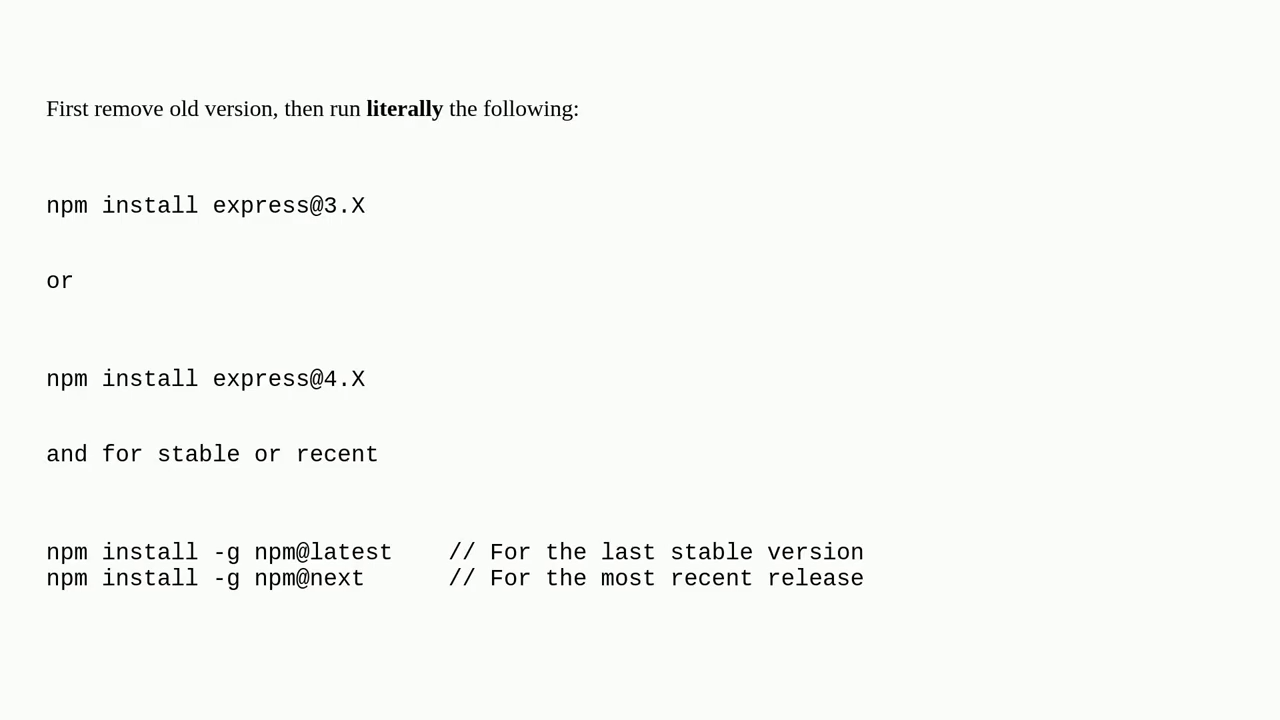 First remove old version, then run literally the following:
npm install express@3.X
or
npm install express@4.X
and for stable or recent
npm install -g npm@latest    // For the last stable version
npm install -g npm@next      // For the most recent release